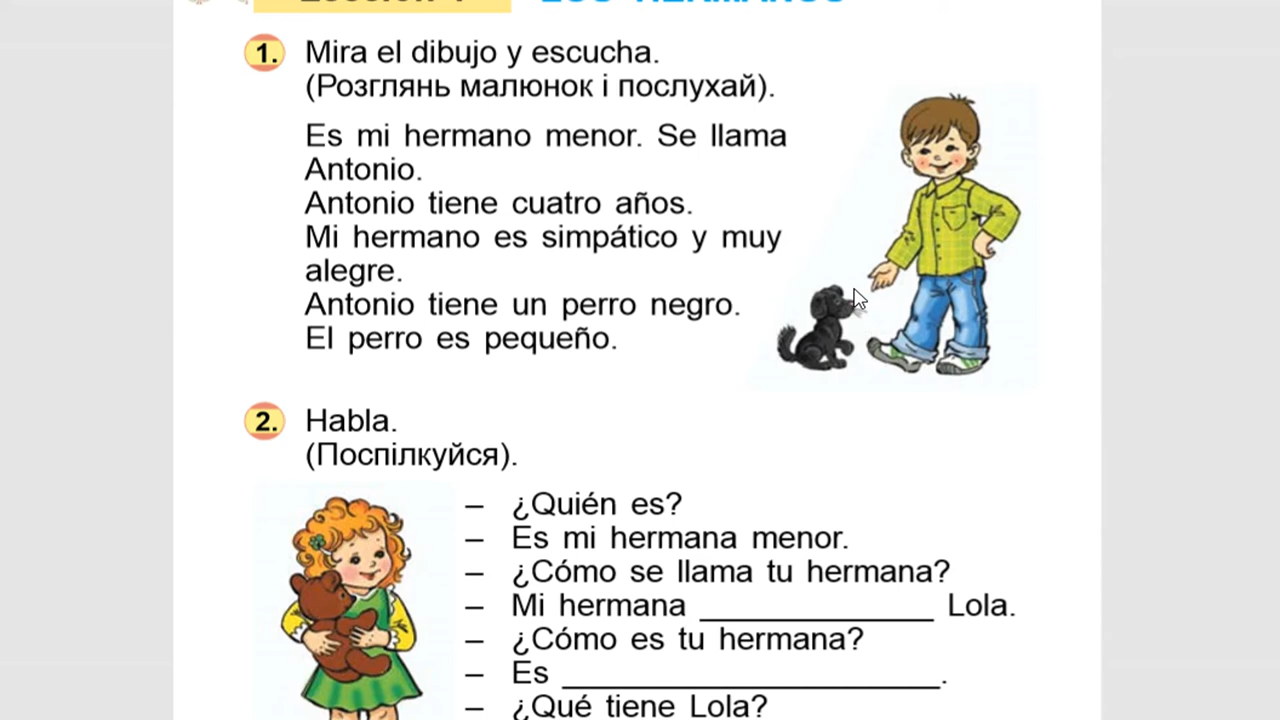 1. Mira el dibujo y escucha.
(Розглянь малюнок і послухай).
Es mi hermano menor. Se llama
Antonio.
Antonio tiene cuatro años.
Mi hermano es simpático y muy
alegre.
Antonio tiene un perro negro.
El perro es pequeño.
2. Habla.
(Поспілкуйся).
– ¿Quién es?
– Es mi hermana menor.
– ¿Cómo se llama tu hermana?
– Mi hermana ______________ Lola.
– ¿Cómo es tu hermana?
– Es _______________________.
– ¿Qué tiene Lola?